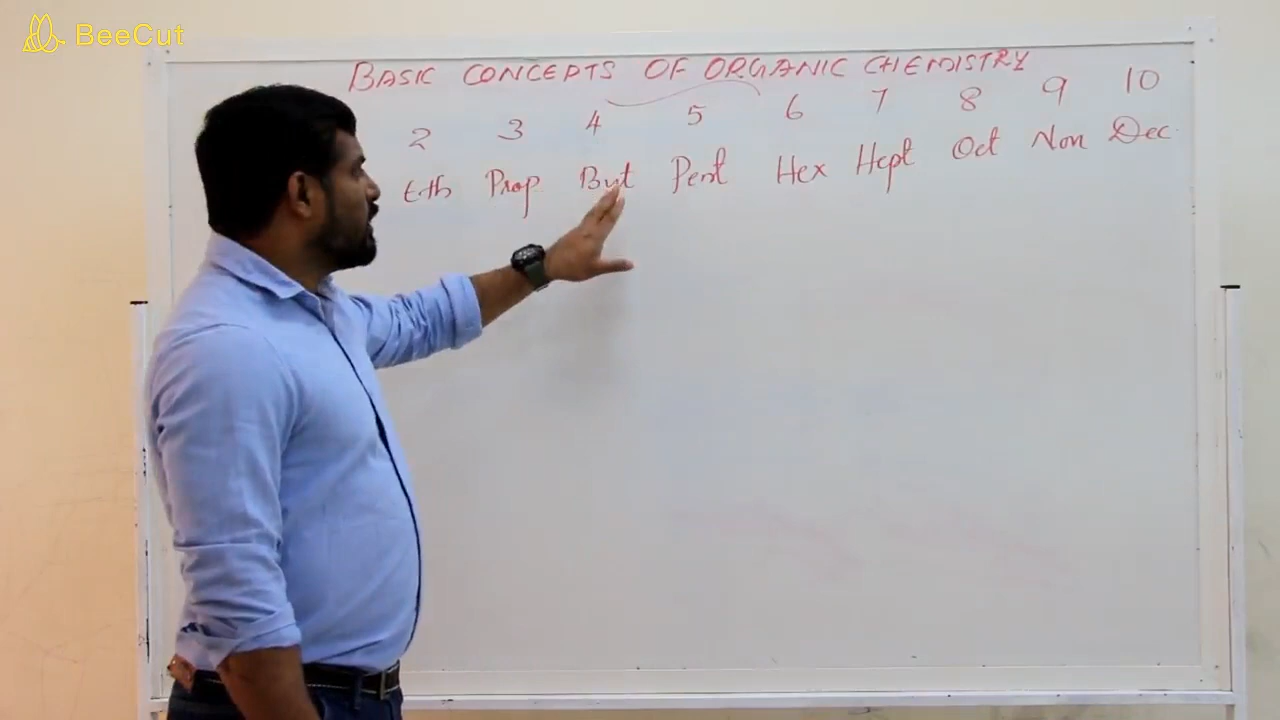 BeeCut
BASIC CONCEPTS OF ORGANIC CHEMISTRY
2 3 4 5 6 7 8 9 10
Eth Prop But Pent Hex Hept Oct Non Dec